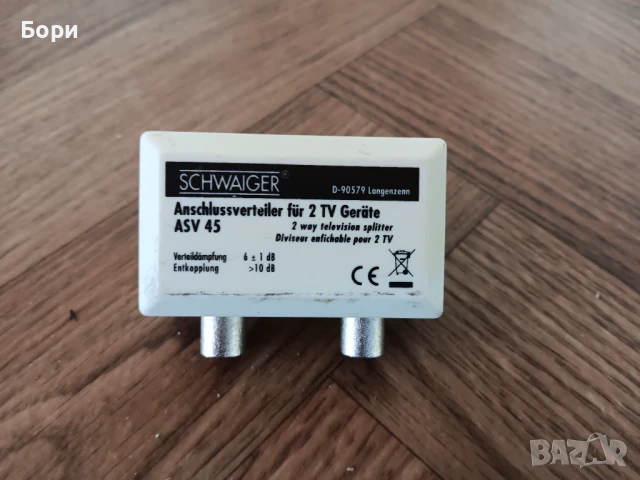 Бори
SCHWAIGER®
D-90579 Langenzenn
Anschlussverteiler für 2 TV Geräte
ASV 45
2 way television splitter
Diviseur enfichable pour 2 TV
Verteildämpfung 6 ± 1 dB
Entkopplung >10 dB
CE
BAZAR